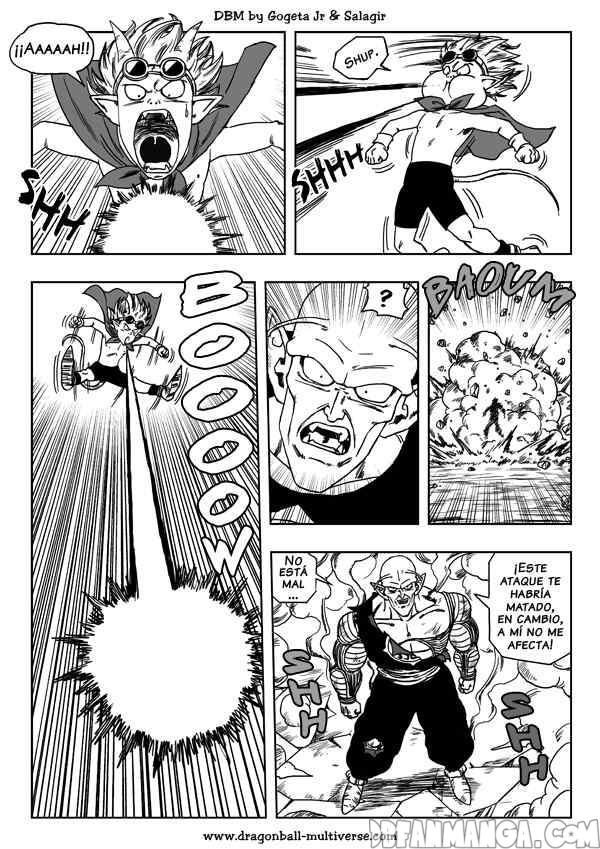 DBM by Gogeta Jr & Salagir
¡¡AAAAAH!!
SHH
SHUP.
SHHH
BOOOOW
?
BAOUM
NO
ESTÁ
MAL
...
¡ESTE
ATAQUE TE
HABRÍA
MATADO,
EN CAMBIO,
A MÍ NO ME
AFECTA!
SHH
SHH
www.dragonball-multiverse.com
DBFANMANGA.COM